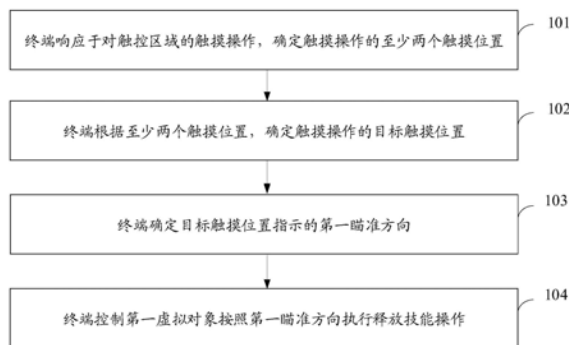 终端响应于对触控区域的触摸操作，确定触摸操作的至少两个触摸位置
101
终端根据至少两个触摸位置，确定触摸操作的目标触摸位置
102
终端确定目标触摸位置指示的第一瞄准方向
103
终端控制第一虚拟对象按照第一瞄准方向执行释放技能操作
104